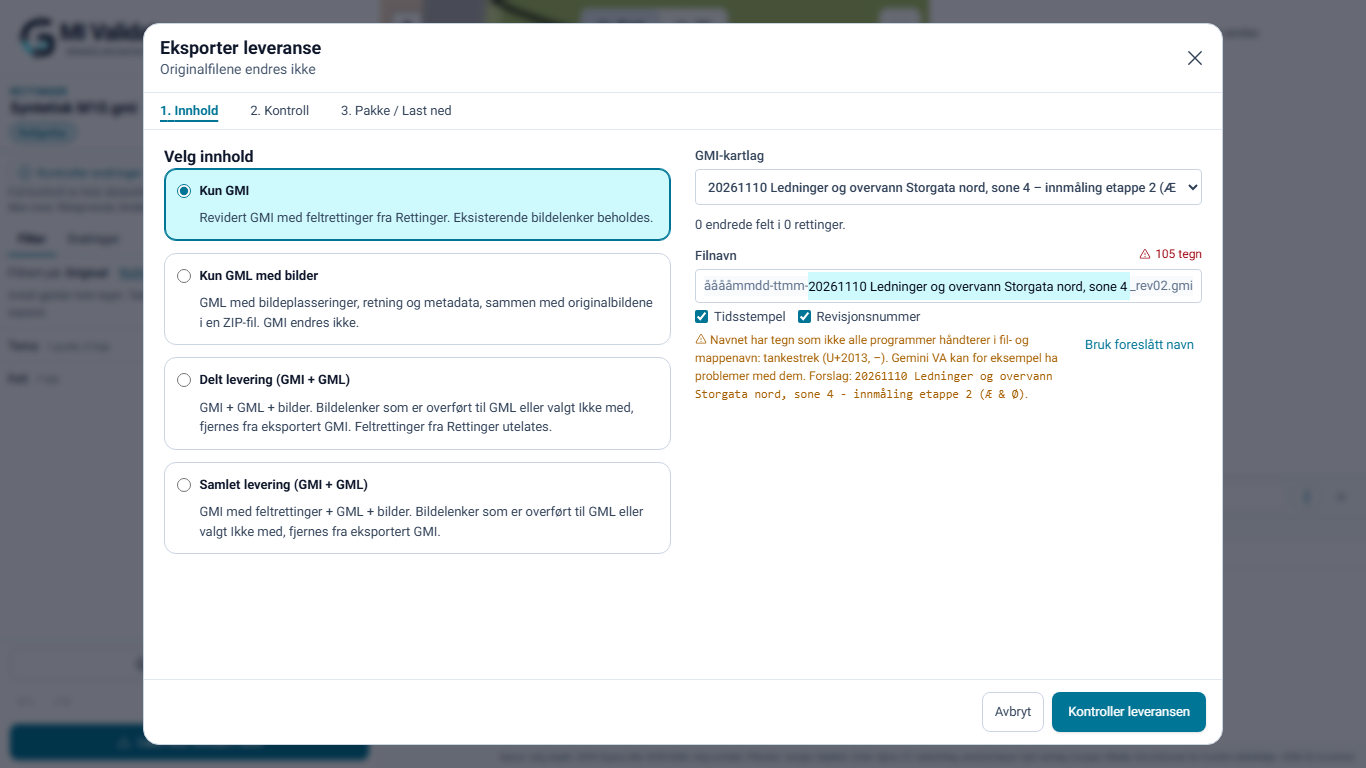 Eksporter leveranse
Originalfilene endres ikke
1. Innhold
2. Kontroll
3. Pakke / Last ned
Velg innhold
Kun GMI
Revidert GMI med feltrettinger fra Rettinger. Eksisterende bildelenker beholdes.
Kun GML med bilder
GML med bildeplasseringer, retning og metadata, sammen med originalbildene
i en ZIP-fil. GMI endres ikke.
Delt levering (GMI + GML)
GMI + GML + bilder. Bildelenker som er overført til GML eller valgt Ikke med,
fjernes fra eksportert GMI. Feltrettinger fra Rettinger utelates.
Samlet levering (GMI + GML)
GMI med feltrettinger + GML + bilder. Bildelenker som er overført til GML eller
valgt Ikke med, fjernes fra eksportert GMI.
GMI-kartlag
20261110 Ledninger og overvann Storgata nord, sone 4 – innmåling etappe 2 (Æ
0 endrede felt i 0 rettinger.
Filnavn
105 tegn
ååååmmdd-ttmm-20261110 Ledninger og overvann Storgata nord, sone 4 _rev02.gmi
Tidsstempel
Revisjonsnummer
Navnet har tegn som ikke alle programmer håndterer i fil- og
mappenavn: tankestrek (U+2013, –). Gemini VA kan for eksempel ha
problemer med dem. Forslag: 20261110 Ledninger og overvann
Storgata nord, sone 4 - innmåling etappe 2 (Æ & Ø).
Bruk foreslått navn
Avbryt
Kontroller leveransen